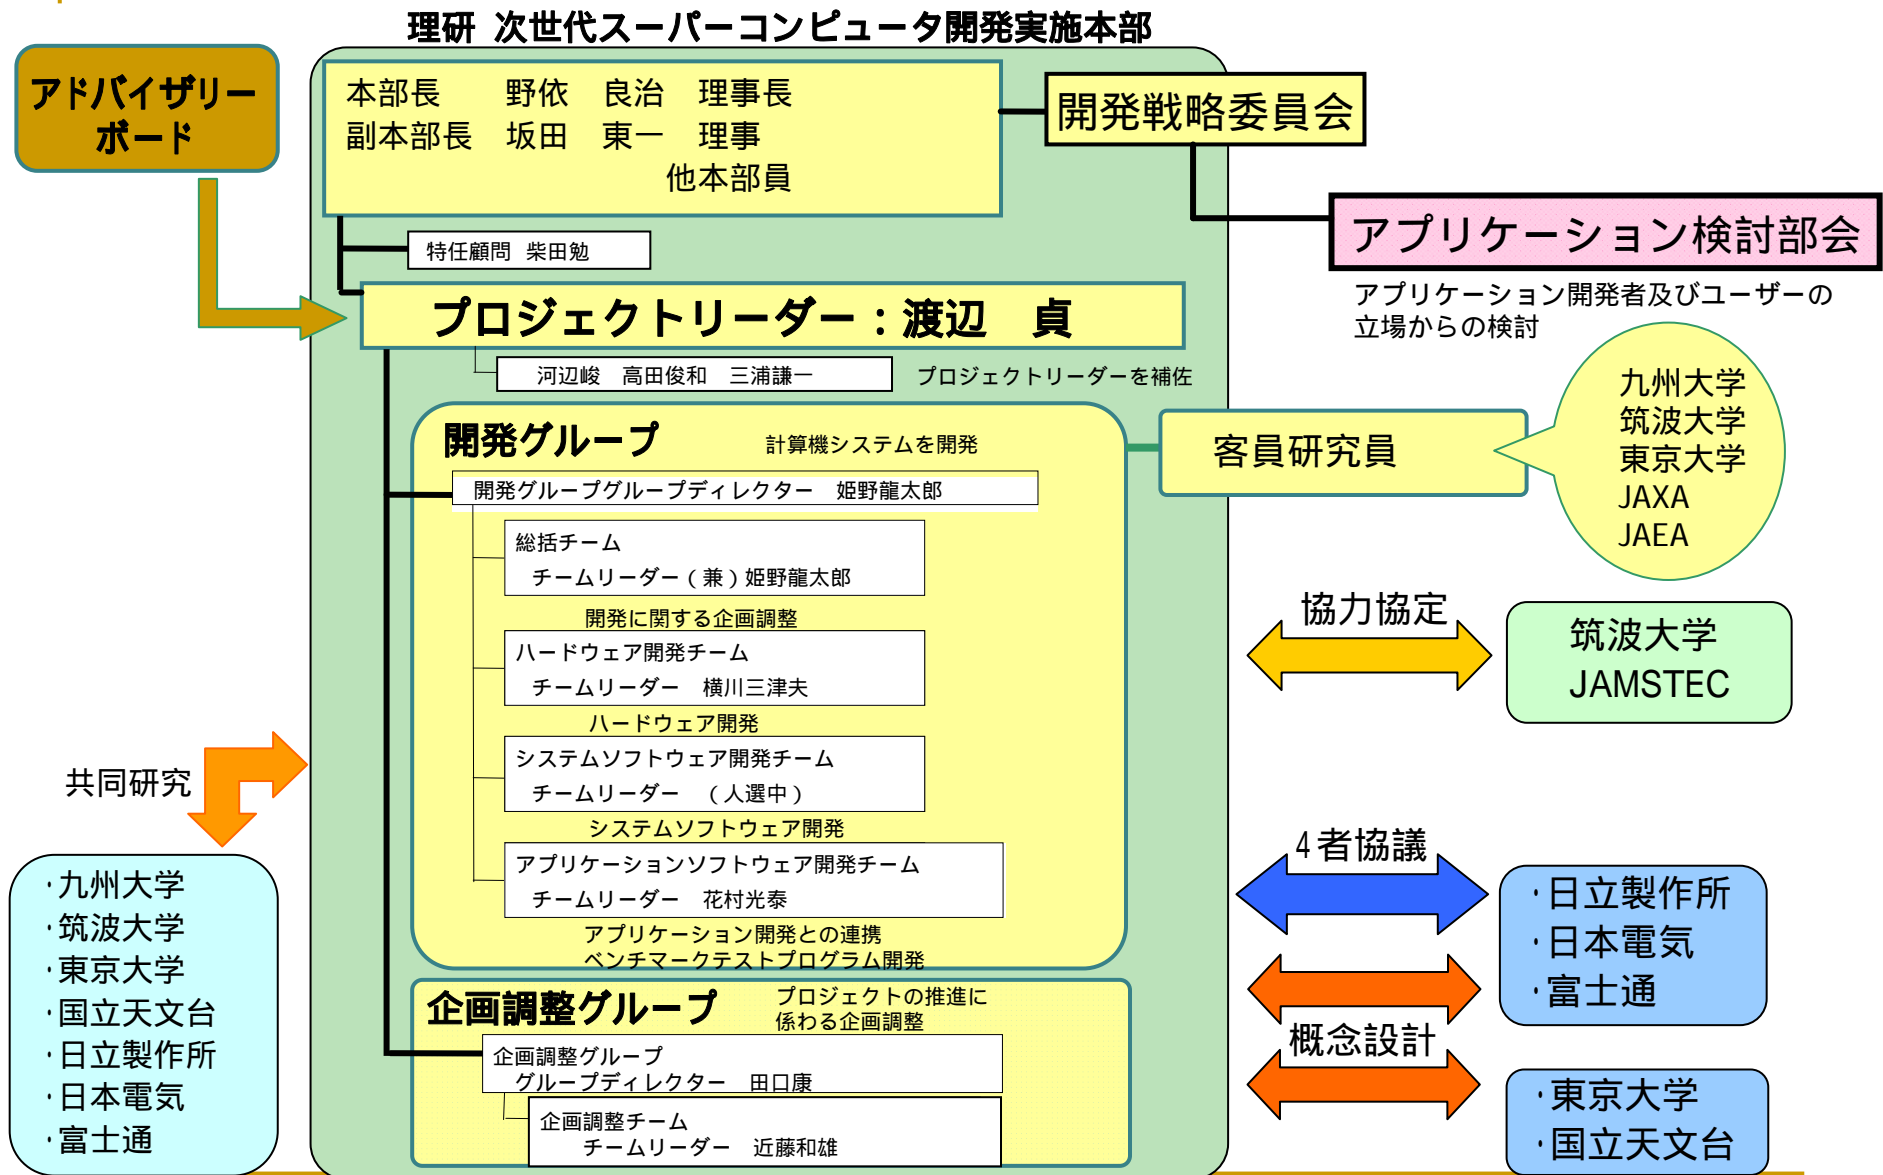 理研 次世代スーパーコンピュータ開発実施本部
アドバイザリー
ボード
本部長 野依 良治 理事長
副本部長 坂田 東一 理事
他本部員
開発戦略委員会
アプリケーション検討部会
アプリケーション開発者及びユーザーの
立場からの検討
特任顧問 柴田勉
プロジェクトリーダー：渡辺 貞
河辺峻 高田俊和 三浦謙一
プロジェクトリーダーを補佐
開発グループ
計算機システムを開発
開発グループグループディレクター 姫野龍太郎
総括チーム
チームリーダー（兼）姫野龍太郎
開発に関する企画調整
ハードウェア開発チーム
チームリーダー 横川三津夫
ハードウェア開発
システムソフトウェア開発チーム
チームリーダー （人選中）
システムソフトウェア開発
アプリケーションソフトウェア開発チーム
チームリーダー 花村光泰
アプリケーション開発との連携
ベンチマークテストプログラム開発
企画調整グループ
プロジェクトの推進に
係わる企画調整
企画調整グループ
グループディレクター 田口康
企画調整チーム
チームリーダー 近藤和雄
客員研究員
九州大学
筑波大学
東京大学
JAXA
JAEA
協力協定
筑波大学
JAMSTEC
4者協議
・日立製作所
・日本電気
・富士通
概念設計
・東京大学
・国立天文台
共同研究
・九州大学
・筑波大学
・東京大学
・国立天文台
・日立製作所
・日本電気
・富士通